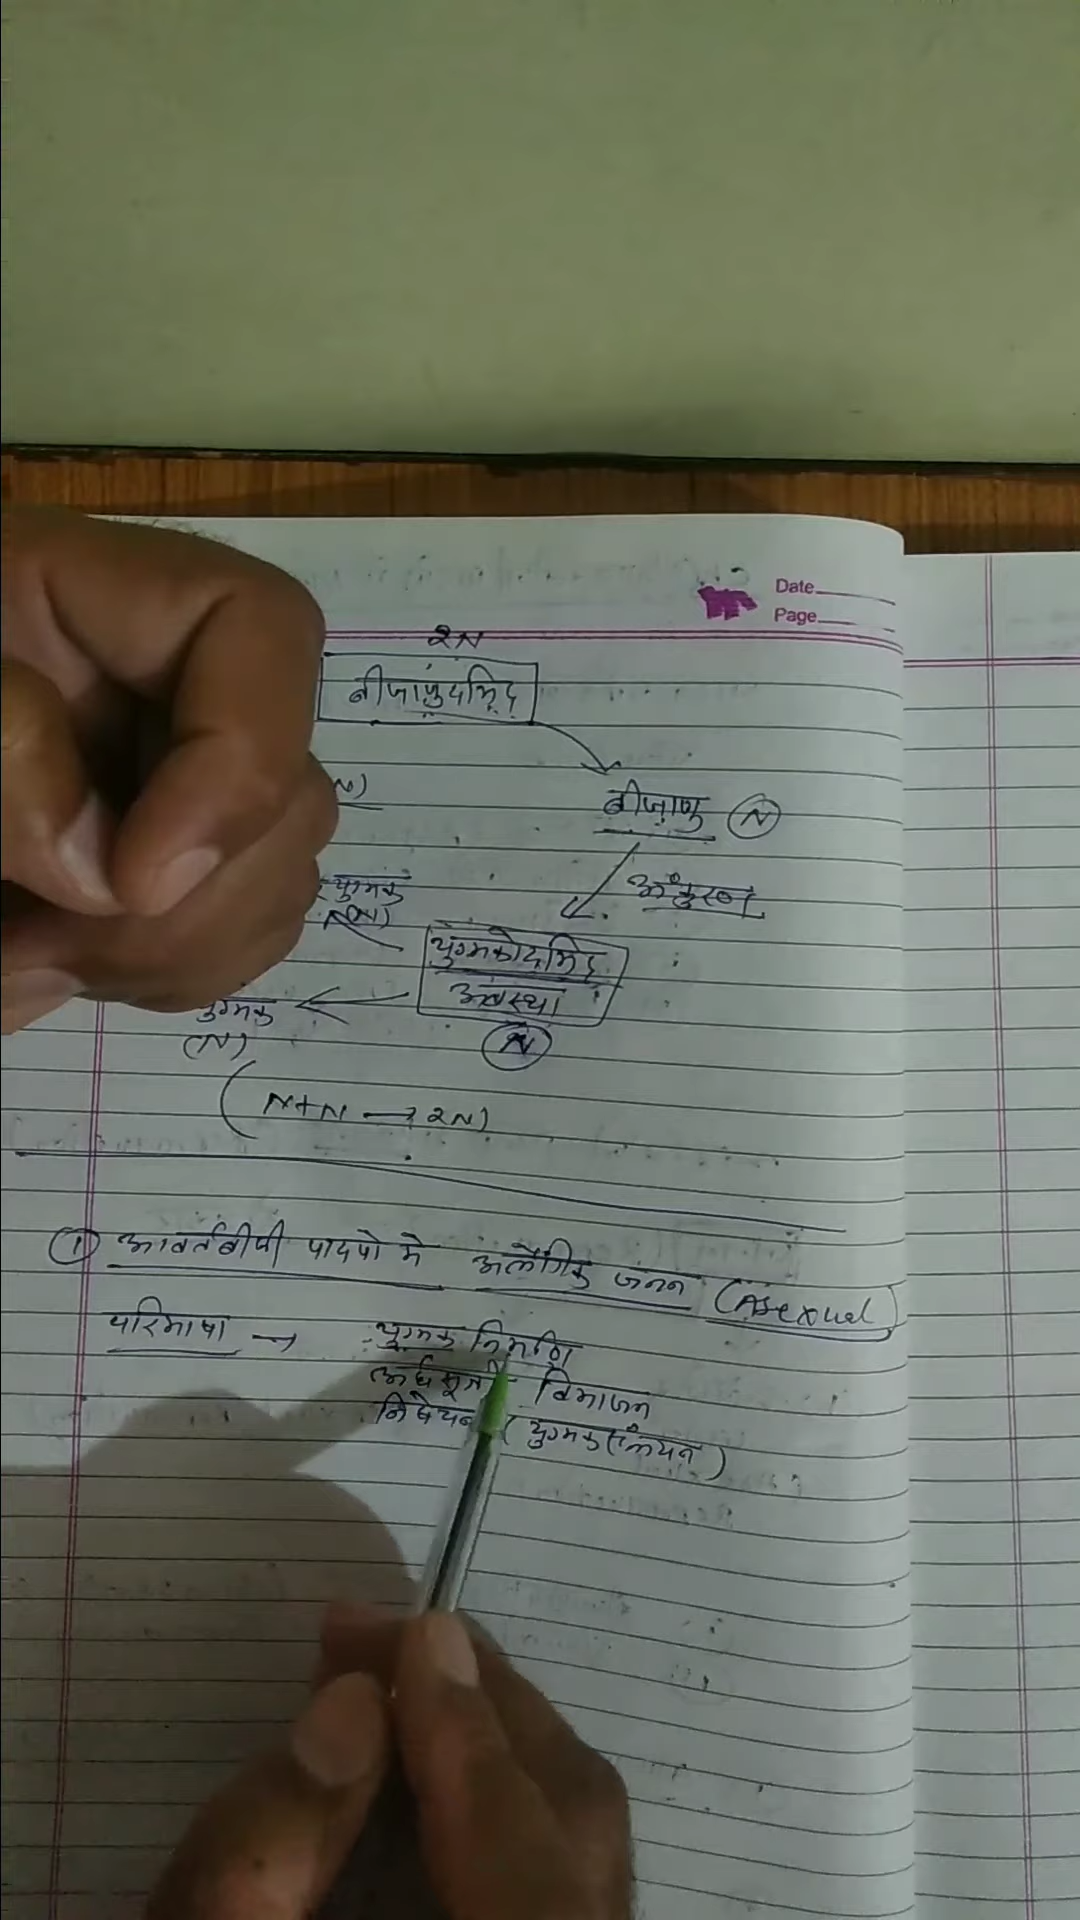 Date
Page
2N
बीजाणुदभिद
N)
बीजाणु (N)
युग्मक
अंकुरण
(N)
युग्मकोदभिद
अवस्था
युग्मक
(N)
(N)
(N+N → 2N)
① आवर्तबीजी पादपो मे अलैंगिक जनन (Asexual)
परिभाषा → युग्मक निर्माण
अर्धसूत्री विभाजन
निषेचन (युग्मक संलयन)